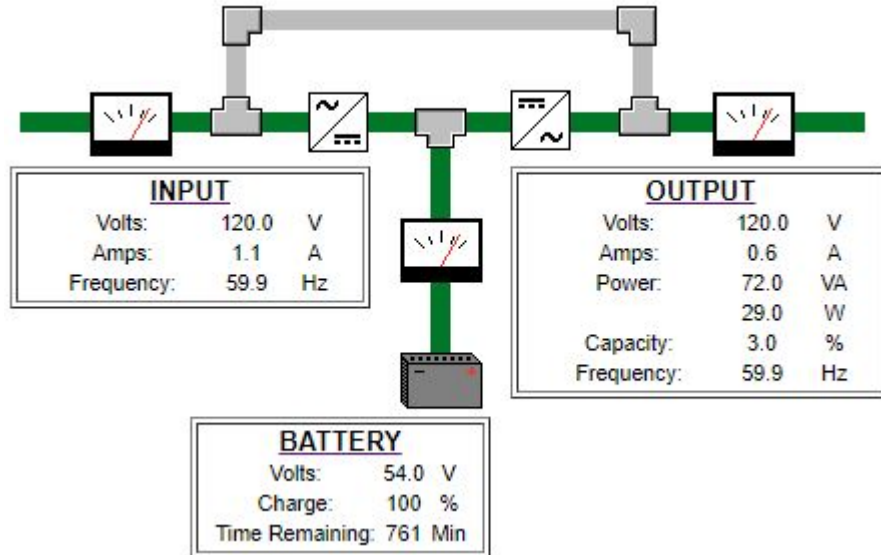 INPUT
Volts: 120.0 V
Amps: 1.1 A
Frequency: 59.9 Hz
OUTPUT
Volts: 120.0 V
Amps: 0.6 A
Power: 72.0 VA
29.0 W
Capacity: 3.0 %
Frequency: 59.9 Hz
BATTERY
Volts: 54.0 V
Charge: 100 %
Time Remaining: 761 Min